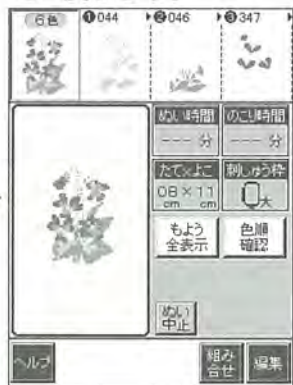 6色 ❶044 ❷046 ❸347
ぬい時間 のこり時間
--- 分 --- 分
たて×よこ 刺しゅう枠
08×11 大
cm cm
もよう 色順
全表示 確認
ぬい
中止
ヘルプ 組み 編集
合せ